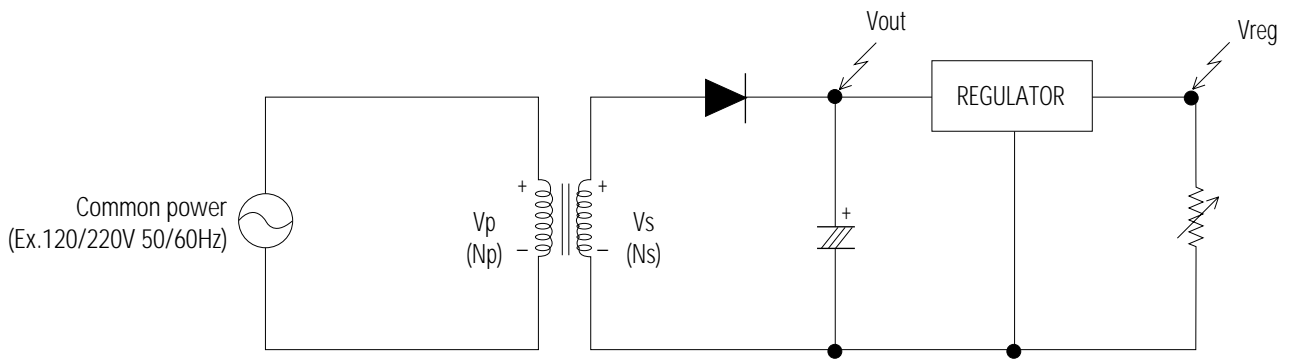 Vout
Vreg
REGULATOR
Common power
(Ex.120/220V 50/60Hz)
+
+
+
Vp
Vs
(Np)
(Ns)
−
−